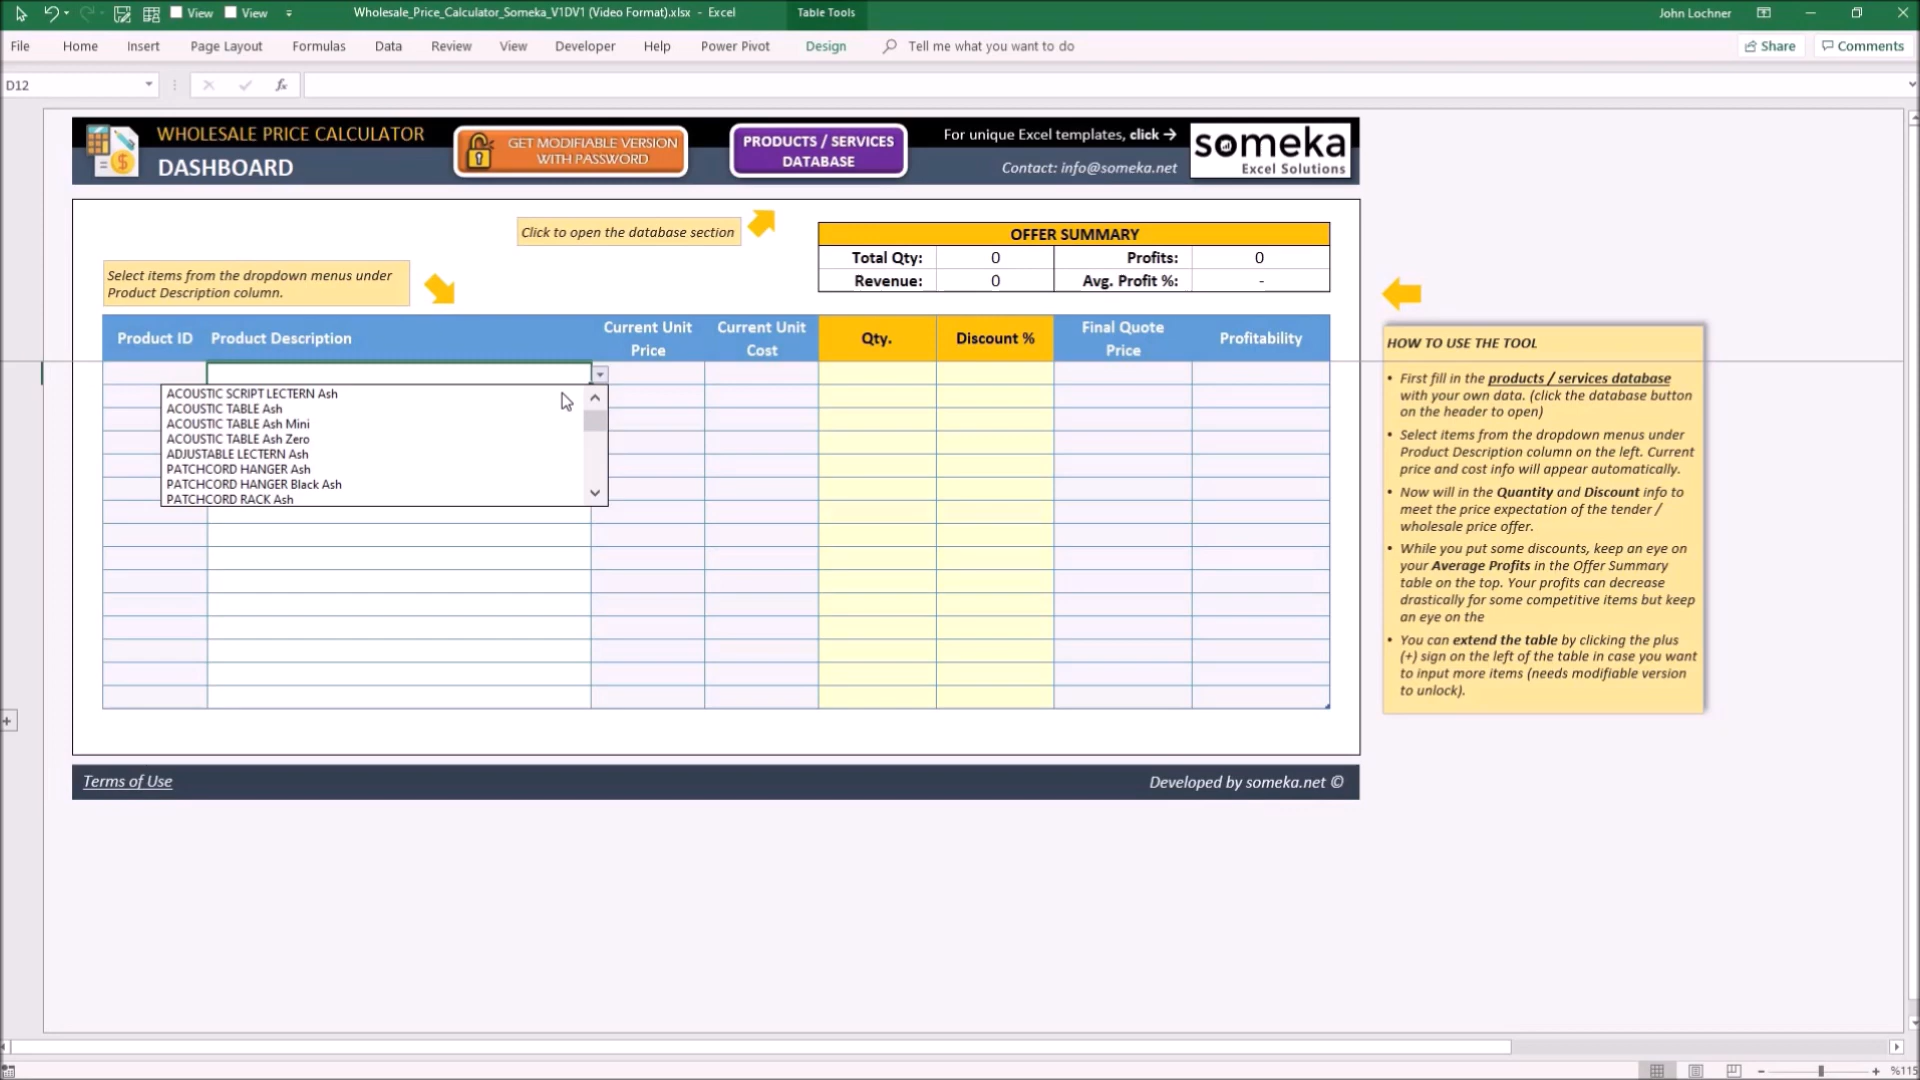 View View Wholesale_Price_Calculator_Someka_V1DV1 (Video Format).xlsx - Excel Table Tools John Lochner
File Home Insert Page Layout Formulas Data Review View Developer Help Power Pivot Design Tell me what you want to do Share Comments
D12 fx
WHOLESALE PRICE CALCULATOR
DASHBOARD
GET MODIFIABLE VERSION
WITH PASSWORD
PRODUCTS / SERVICES
DATABASE
For unique Excel templates, click →
Contact: info@someka.net
someka
Excel Solutions
Click to open the database section
Select items from the dropdown menus under
Product Description column.
OFFER SUMMARY
Total Qty: 0 Profits: 0
Revenue: 0 Avg. Profit %: -
Product ID Product Description Current Unit Price Current Unit Cost Qty. Discount % Final Quote Price Profitability
ACOUSTIC SCRIPT LECTERN Ash
ACOUSTIC TABLE Ash
ACOUSTIC TABLE Ash Mini
ACOUSTIC TABLE Ash Zero
ADJUSTABLE LECTERN Ash
PATCHCORD HANGER Ash
PATCHCORD HANGER Black Ash
PATCHCORD RACK Ash
HOW TO USE THE TOOL
• First fill in the products / services database
with your own data. (click the database button
on the header to open)
• Select items from the dropdown menus under
Product Description column on the left. Current
price and cost info will appear automatically.
• Now will in the Quantity and Discount info to
meet the price expectation of the tender /
wholesale price offer.
• While you put some discounts, keep an eye on
your Average Profits in the Offer Summary
table on the top. Your profits can decrease
drastically for some competitive items but keep
an eye on the
• You can extend the table by clicking the plus
(+) sign on the left of the table in case you want
to input more items (needs modifiable version
to unlock).
Terms of Use
Developed by someka.net ©
%115